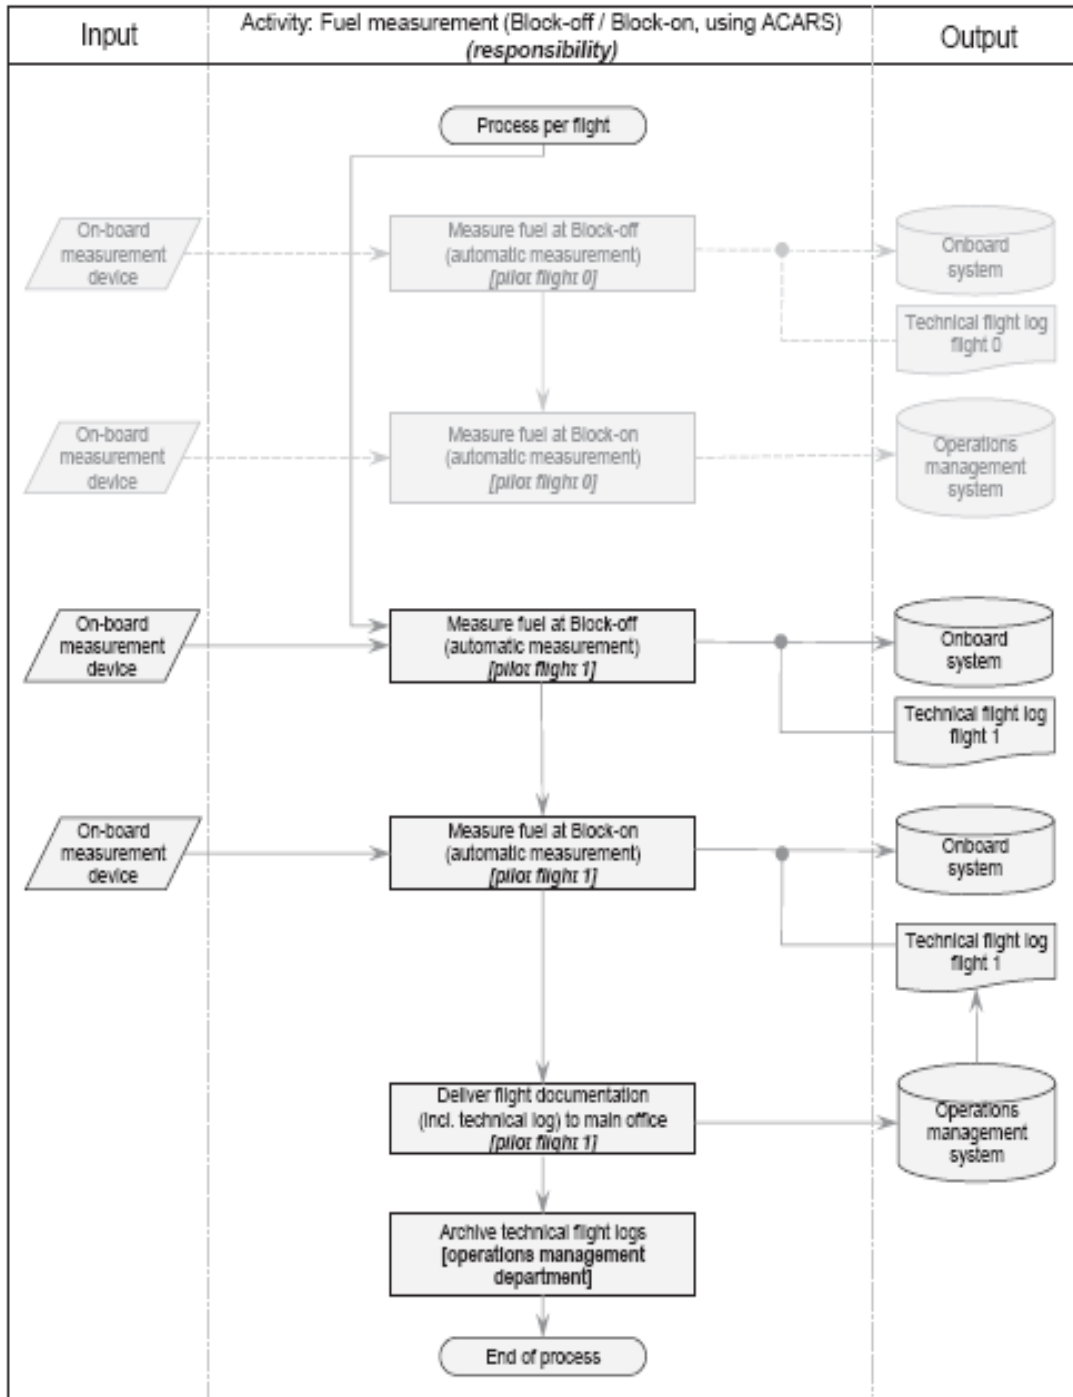 Input
Activity: Fuel measurement (Block-off / Block-on, using ACARS)
(responsibility)
Output
Process per flight
On-board
measurement
device
Measure fuel at Block-off
(automatic measurement)
[pilot flight 0]
Onboard
system
Technical flight log
flight 0
On-board
measurement
device
Measure fuel at Block-on
(automatic measurement)
[pilot flight 0]
Operations
management
system
On-board
measurement
device
Measure fuel at Block-off
(automatic measurement)
[pilot flight 1]
Onboard
system
Technical flight log
flight 1
On-board
measurement
device
Measure fuel at Block-on
(automatic measurement)
[pilot flight 1]
Onboard
system
Technical flight log
flight 1
Deliver flight documentation
(incl. technical log) to main office
[pilot flight 1]
Operations
management
system
Archive technical flight logs
[operations management
department]
End of process